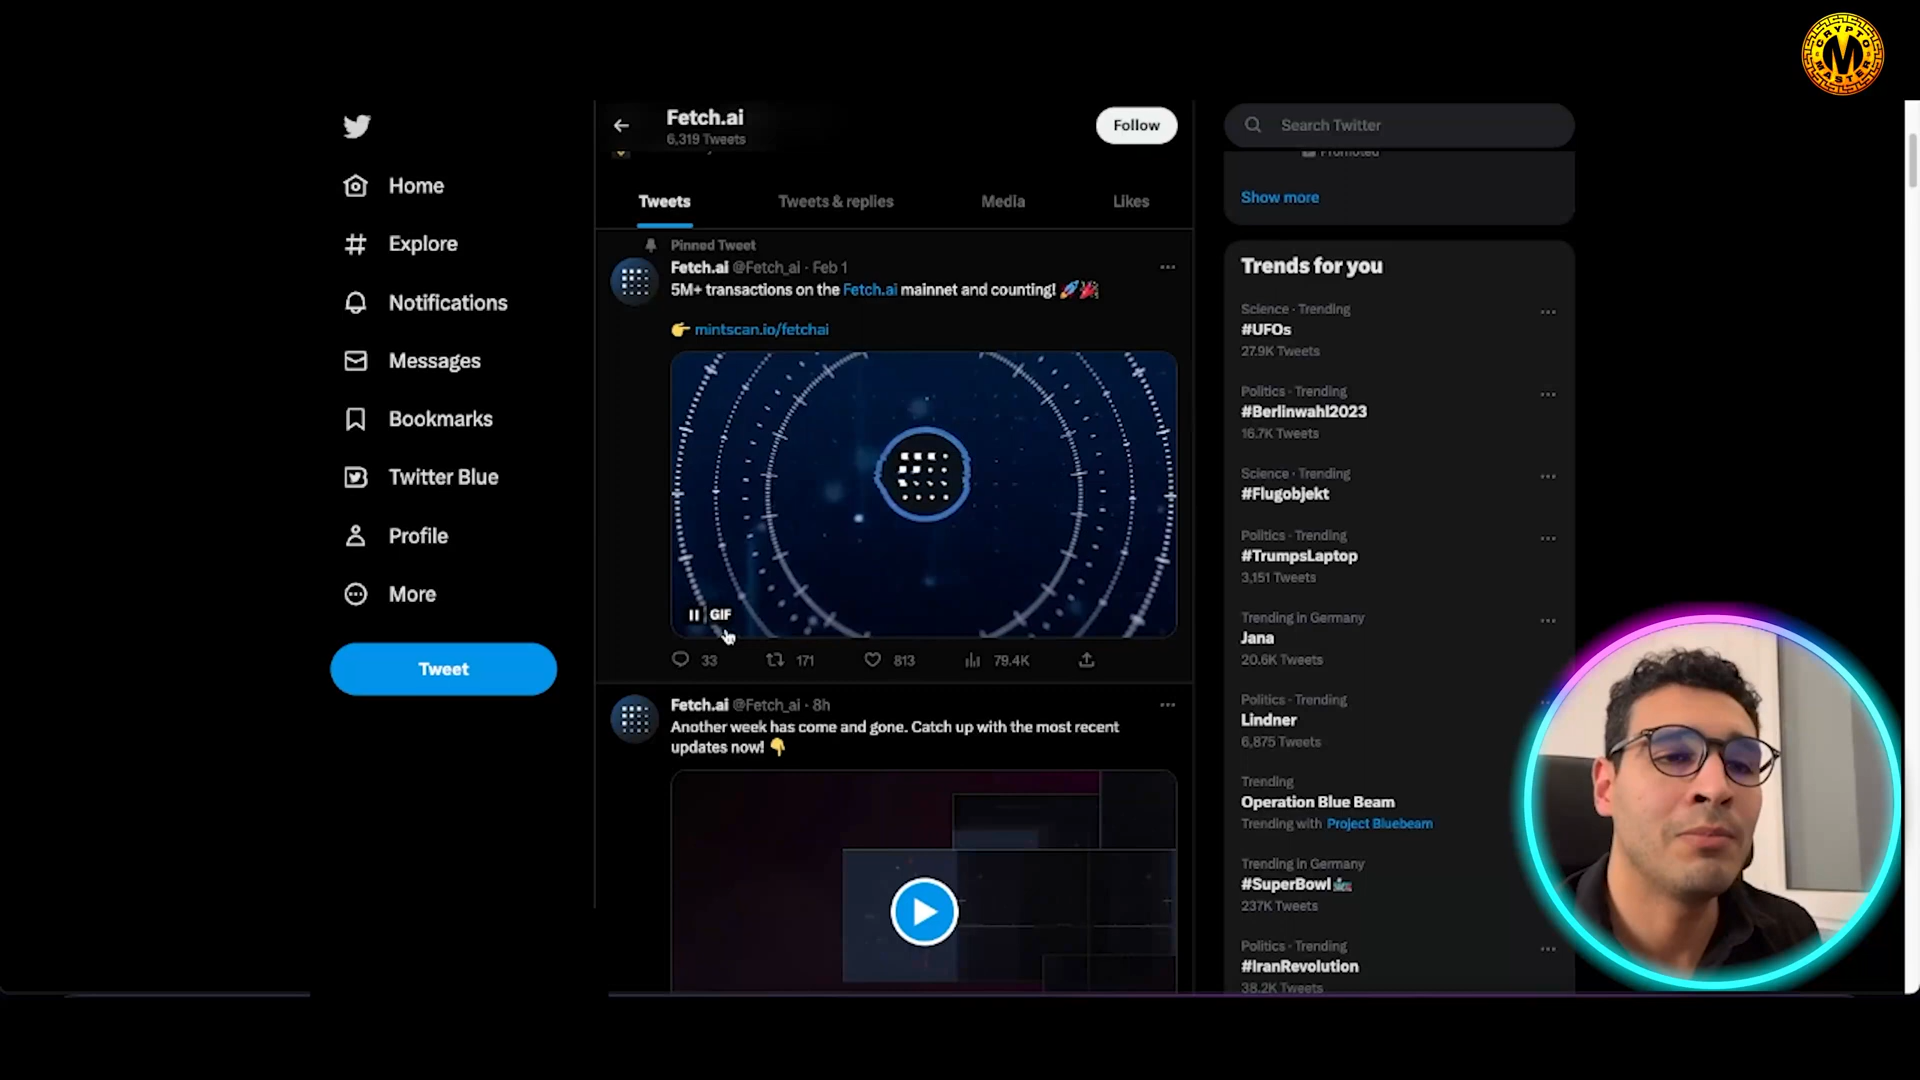 CRYPTO
M
MASTER
Fetch.ai
6,319 Tweets
Follow
Search Twitter
Promoted
Show more
Home
Explore
Notifications
Messages
Bookmarks
Twitter Blue
Profile
More
Tweet
Tweets
Tweets & replies
Media
Likes
Pinned Tweet
Fetch.ai @Fetch_ai · Feb 1
5M+ transactions on the Fetch.ai mainnet and counting! 🚀🎉
👉 mintscan.io/fetchai
GIF
33
171
813
79.4K
Fetch.ai @Fetch_ai · 8h
Another week has come and gone. Catch up with the most recent
updates now! 👇
Trends for you
Science · Trending
#UFOs
27.9K Tweets
Politics · Trending
#Berlinwahl2023
16.7K Tweets
Science · Trending
#Flugobjekt
Politics · Trending
#TrumpsLaptop
3,151 Tweets
Trending in Germany
Jana
20.6K Tweets
Politics · Trending
Lindner
6,875 Tweets
Trending
Operation Blue Beam
Trending with Project Bluebeam
Trending in Germany
#SuperBowl
237K Tweets
Politics · Trending
#IranRevolution
38.2K Tweets